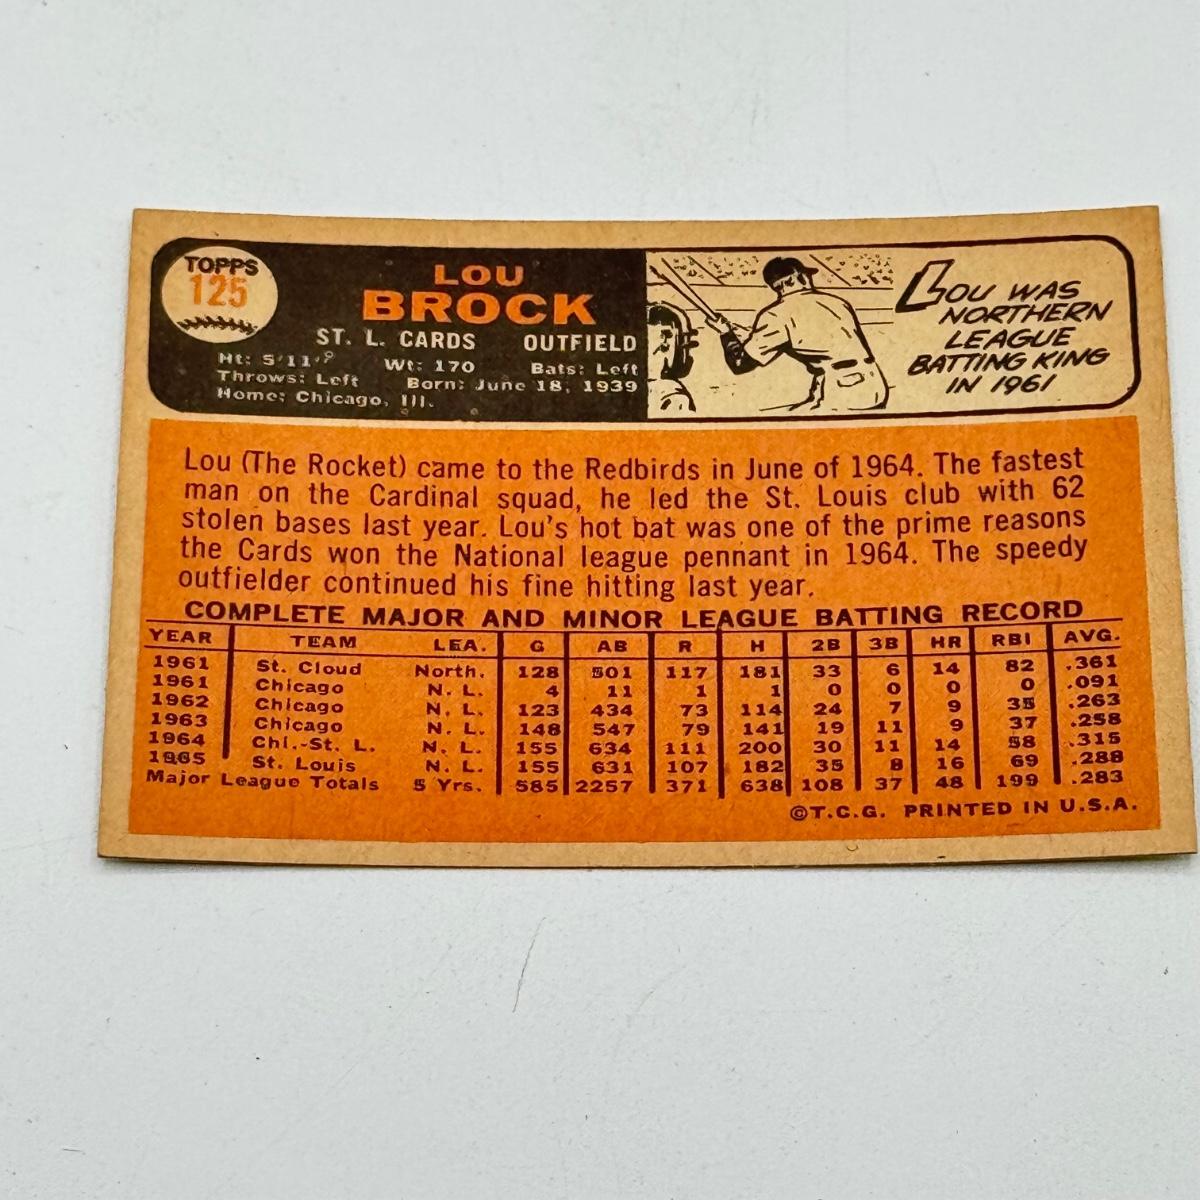 TOPPS
125
LOU
BROCK
ST. L. CARDS OUTFIELD
Ht: 5'11" Wt: 170 Bats: Left
Throws: Left Born: June 18, 1939
Home: Chicago, Ill.
LOU WAS
NORTHERN
LEAGUE
BATTING KING
IN 1961
Lou (The Rocket) came to the Redbirds in June of 1964. The fastest
man on the Cardinal squad, he led the St. Louis club with 62
stolen bases last year. Lou's hot bat was one of the prime reasons
the Cards won the National league pennant in 1964. The speedy
outfielder continued his fine hitting last year.
COMPLETE MAJOR AND MINOR LEAGUE BATTING RECORD
YEAR TEAM LEA. G AB R H 2B 3B HR RBI AVG.
1961 St. Cloud North. 128 501 117 181 33 6 14 82 .361
1961 Chicago N. L. 4 11 1 1 0 0 0 0 .091
1962 Chicago N. L. 123 434 73 114 24 7 9 35 .263
1963 Chicago N. L. 148 547 79 141 19 11 9 37 .258
1964 Chi.-St. L. N. L. 155 634 111 200 30 11 14 58 .315
1965 St. Louis N. L. 155 631 107 182 35 8 16 69 .288
Major League Totals 5 Yrs. 585 2257 371 638 108 37 48 199 .283
©T.C.G. PRINTED IN U.S.A.